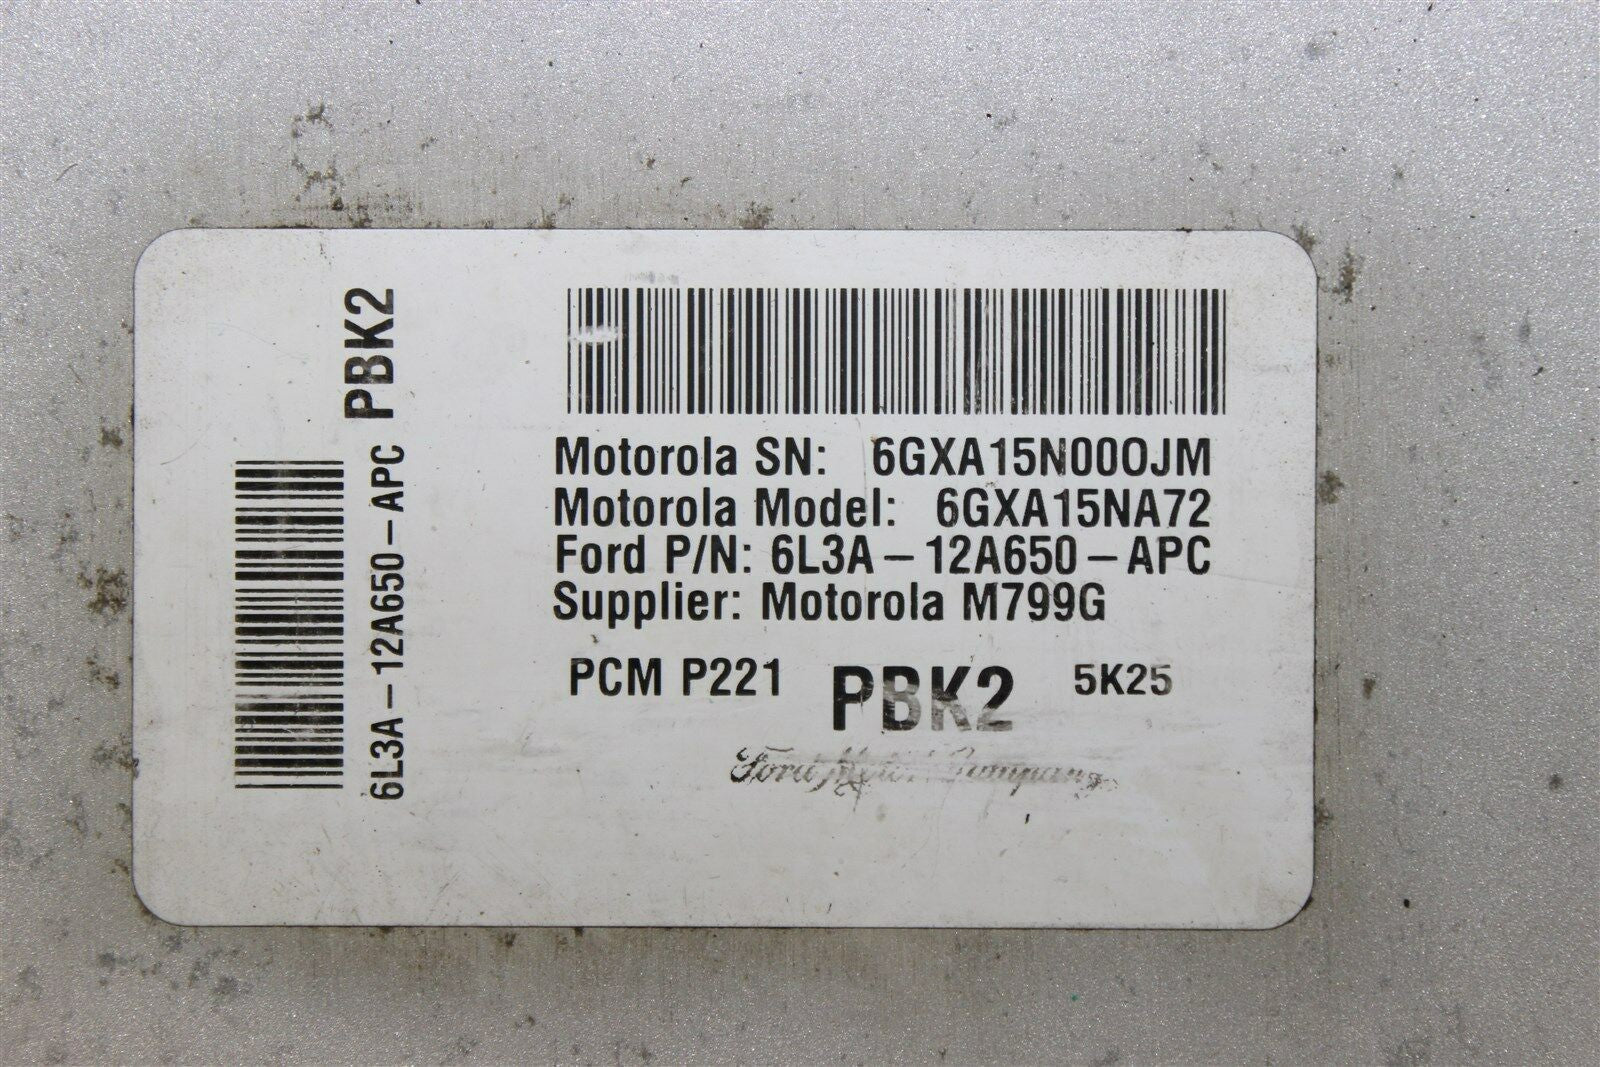 PBK2
6L3A-12A650-APC
Motorola SN: 6GXA15N000JM
Motorola Model: 6GXA15NA72
Ford P/N: 6L3A-12A650-APC
Supplier: Motorola M799G
PCM P221 PBK2 5K25
Ford Motor Company